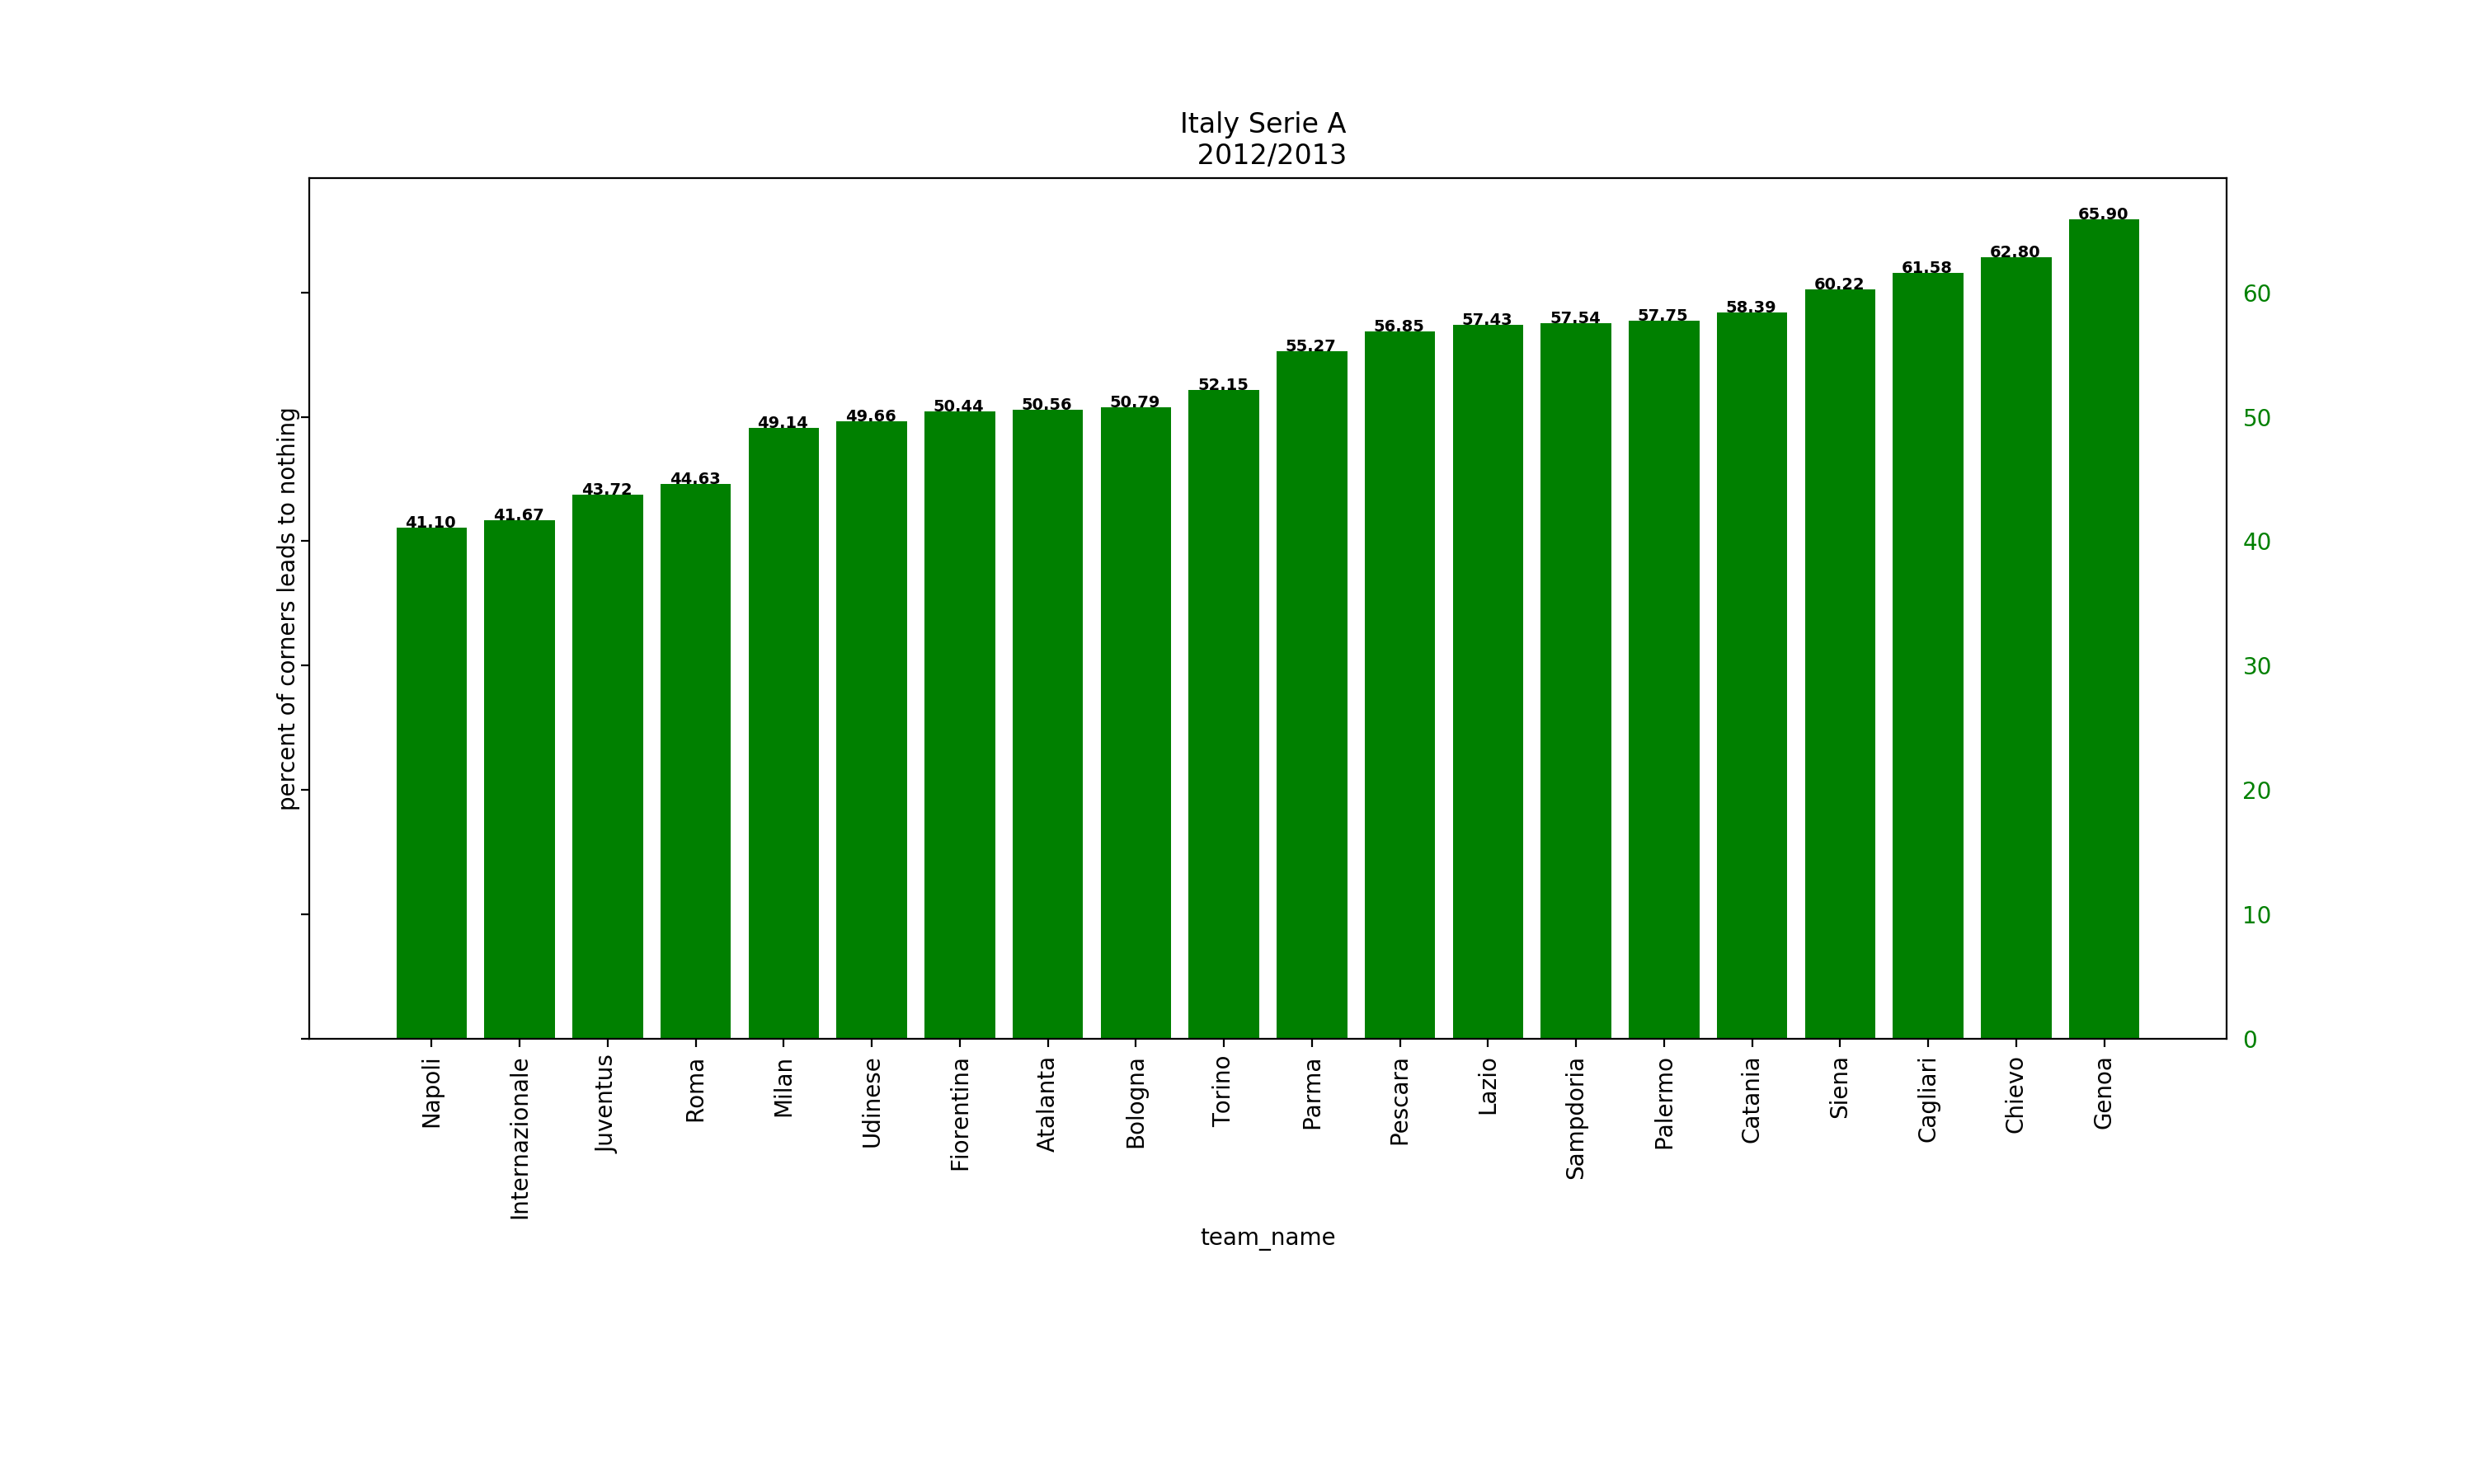 Italy Serie A
2012/2013
percent of corners leads to nothing
41.10
41.67
43.72
44.63
49.14
49.66
50.44
50.56
50.79
52.15
55.27
56.85
57.43
57.54
57.75
58.39
60.22
61.58
62.80
65.90
60
50
40
30
20
10
0
Napoli
Internazionale
Juventus
Roma
Milan
Udinese
Fiorentina
Atalanta
Bologna
Torino
Parma
Pescara
Lazio
Sampdoria
Palermo
Catania
Siena
Cagliari
Chievo
Genoa
team_name